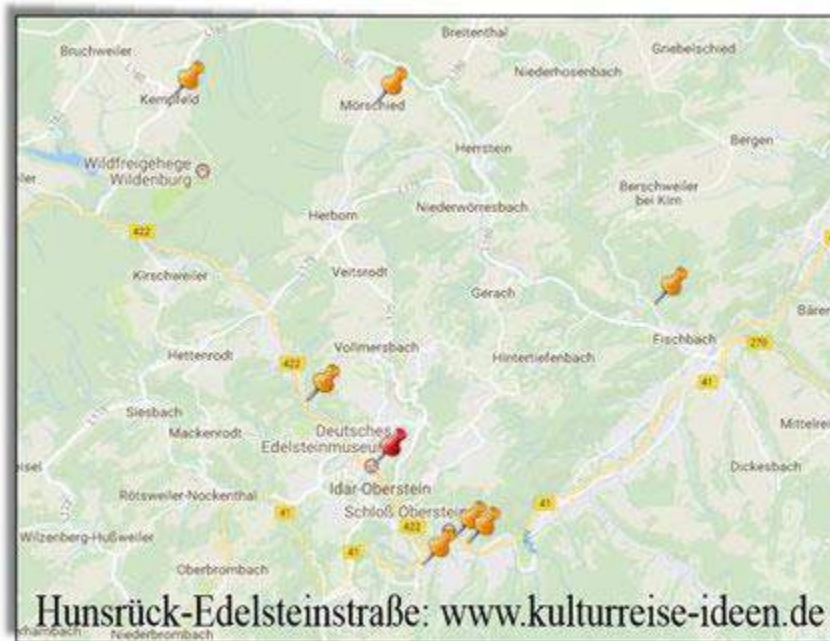 Breitenthal
Bruchweiler
Griebelschied
Niederhosenbach
Kempfeld
Mörschied
Bergen
Herrstein
Wildfreigehege
Wildenburg
Berschweiler
bei Kirn
Niederwörresbach
Herborn
422
Kirschweiler
Veitsrodt
Gerach
Fischbach
270
Vollmersbach
Hettenrodt
Hintertiefenbach
422
41
Siesbach
Mackenrodt
Deutsches
Edelsteinmuseum
Dickesbach
Idar-Oberstein
Rötsweiler-Nockenthal
41
Schloß Oberstein
41
422
Wilzenberg-Hußweiler
41
Oberbrombach
Hunsrück-Edelsteinstraße: www.kulturreise-ideen.de
Niederbrombach